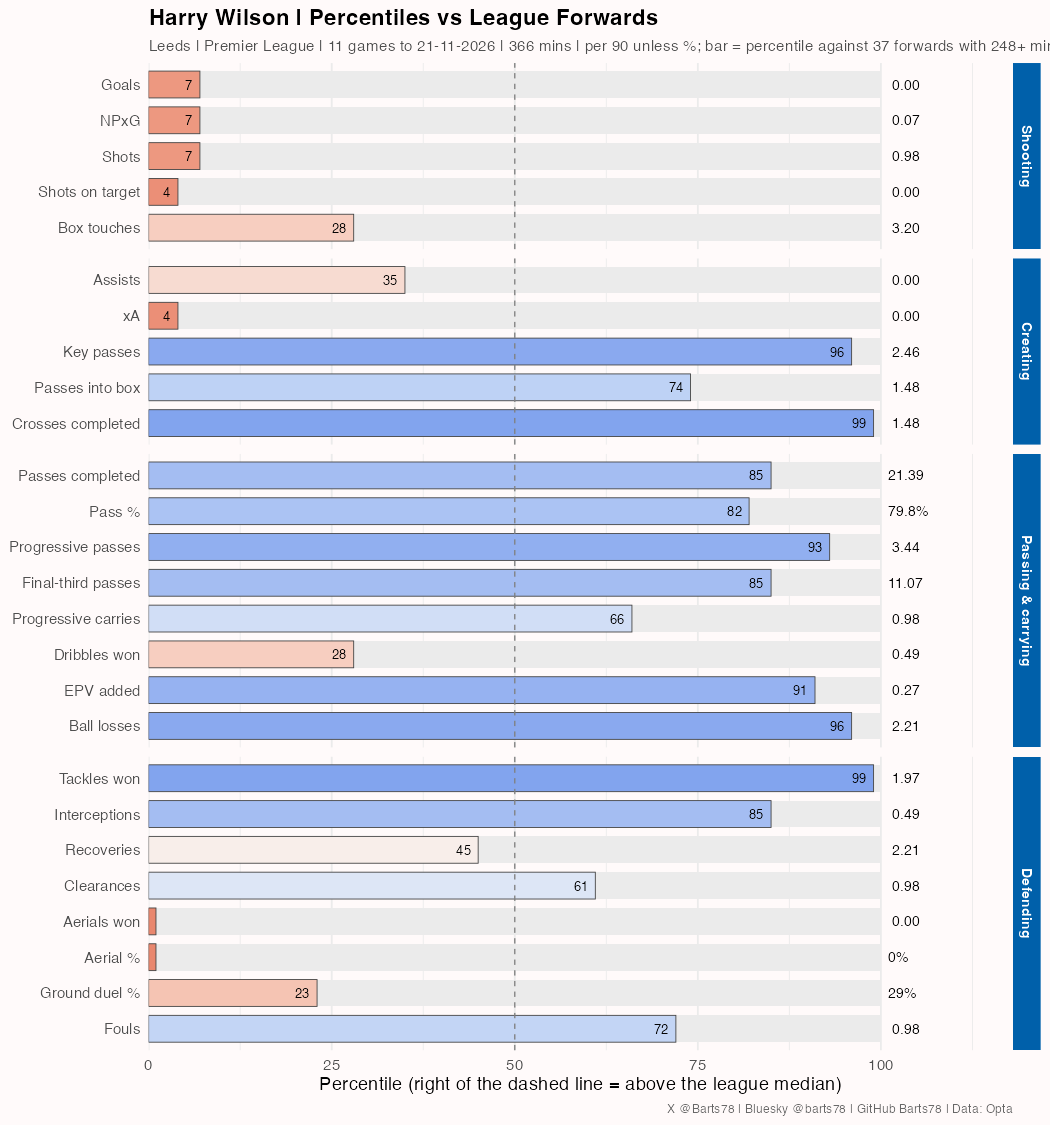 Harry Wilson | Percentiles vs League Forwards
Leeds | Premier League | 11 games to 21-11-2026 | 366 mins | per 90 unless %; bar = percentile against 37 forwards with 248+
Goals 7 0.00
NPxG 7 0.07
Shots 7 0.98
Shots on target 4 0.00
Box touches 28 3.20
Shooting
Assists 35 0.00
xA 4 0.00
Key passes 96 2.46
Passes into box 74 1.48
Crosses completed 99 1.48
Creating
Passes completed 85 21.39
Pass % 82 79.8%
Progressive passes 93 3.44
Final-third passes 85 11.07
Progressive carries 66 0.98
Dribbles won 28 0.49
EPV added 91 0.27
Ball losses 96 2.21
Passing & carrying
Tackles won 99 1.97
Interceptions 85 0.49
Recoveries 45 2.21
Clearances 61 0.98
Aerials won 0.00
Aerial % 0%
Ground duel % 23 29%
Fouls 72 0.98
Defending
0 25 50 75 100
Percentile (right of the dashed line = above the league median)
X @Barts78 | Bluesky @barts78 | GitHub Barts78 | Data: Opta